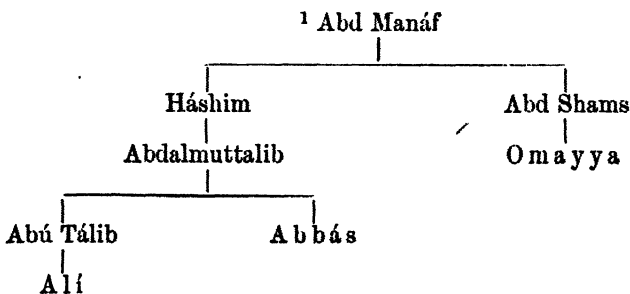 ¹ Abd Manáf
Háshim Abd Shams
Abdalmuttalib Omayya
Abú Tálib Abbás
Alí